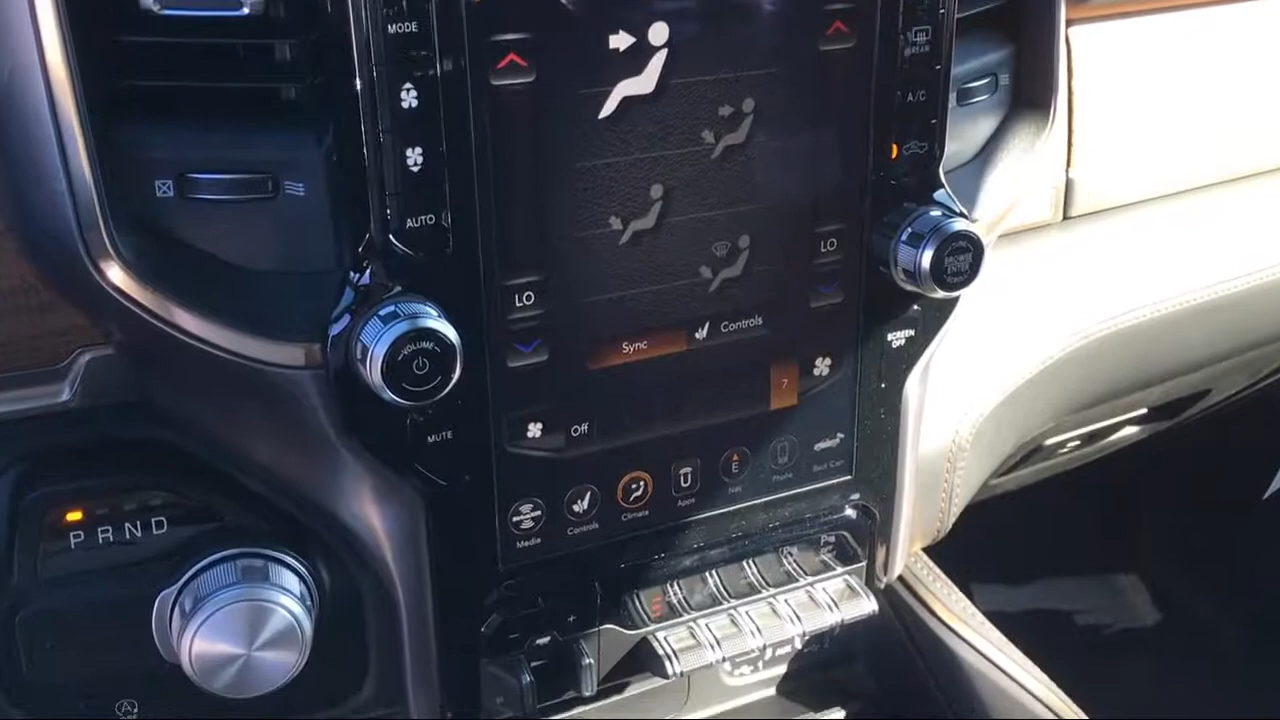 MODE
REAR
A/C
AUTO
LO
LO
BROWSE
ENTER
SCREEN
OFF
Sync
Controls
VOLUME
7
MUTE
Off
P R N D
Media
Controls
Climate
U
Apps
E
Nav
Phone
Back Cam
A